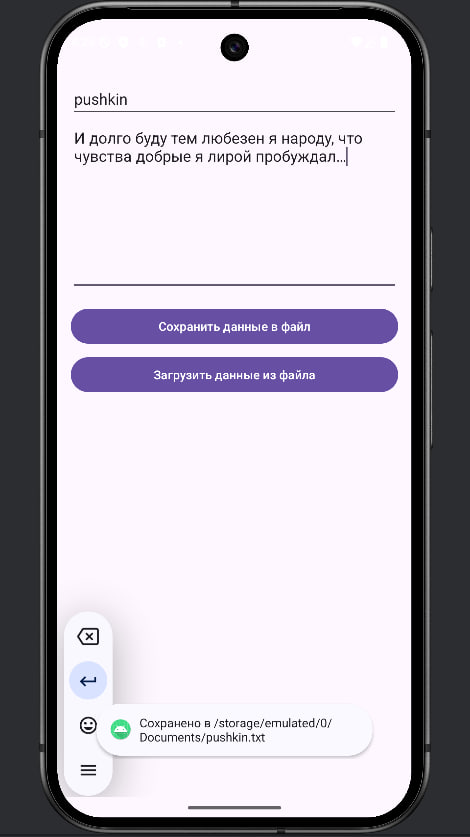 pushkin
И долго буду тем любезен я народу, что
чувства добрые я лирой пробуждал...
Сохранить данные в файл
Загрузить данные из файла
Сохранено в /storage/emulated/0/
Documents/pushkin.txt